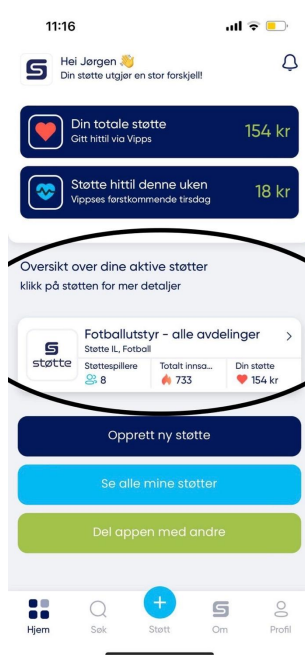 11:16
Hei Jørgen 👋
Din støtte utgjør en stor forskjell!
Din totale støtte
Gitt hittil via Vipps
154 kr
Støtte hittil denne uken
Vippses førstkommende tirsdag
18 kr
Oversikt over dine aktive støtter
klikk på støtten for mer detaljer
støtte
Fotballutstyr - alle avdelinger
Støtte IL, Fotball
Støttespillere Totalt innsa... Din støtte
8 733 154 kr
Opprett ny støtte
Se alle mine støtter
Del appen med andre
Hjem Søk Støtt Om Profil